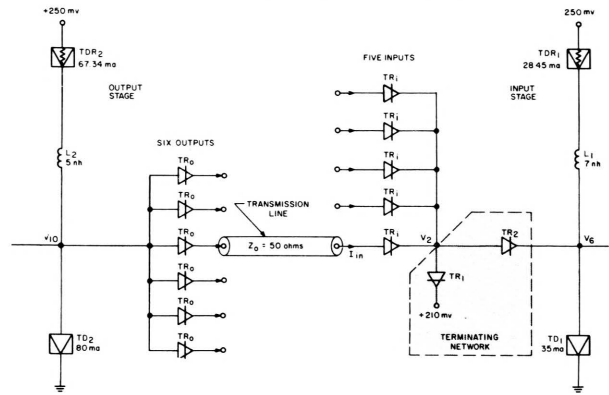 +250 mv
TDR2
67.34 ma
OUTPUT
STAGE
L2
5 nh
SIX OUTPUTS
TRo
TRo
TRo
TRo
TRo
TRo
V10
TD2
80 ma
TRANSMISSION
LINE
Zo = 50 ohms
Iin
FIVE INPUTS
TRi
TRi
TRi
TRi
TRi
V2
TR2
TR1
+210 mv
TERMINATING
NETWORK
250 mv
TDR1
28.45 ma
INPUT
STAGE
L1
7 nh
V6
TD1
35 ma